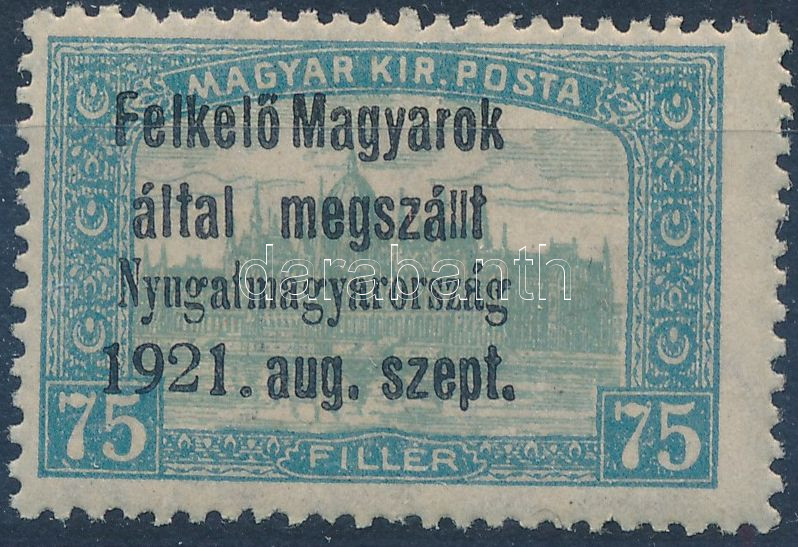 MAGYAR KIR. POSTA
Felkelő Magyarok
által megszállt
Nyugatmagyarország
darabanth
1921. aug. szept.
75 75
FILLÉR